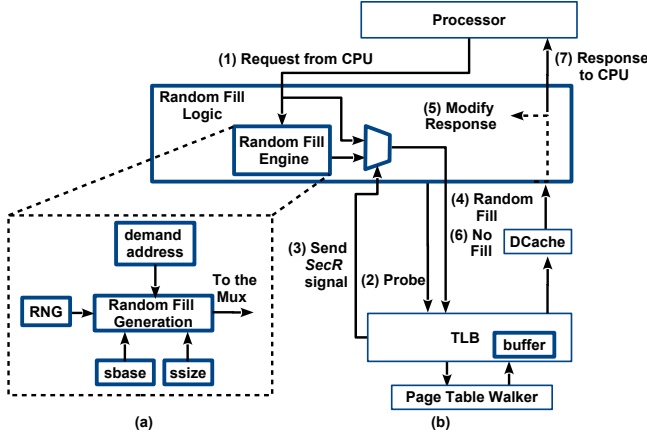 Processor
(1) Request from CPU
(7) Response
to CPU
Random Fill
Logic
(5) Modify
Response
Random Fill
Engine
(4) Random
Fill
(6) No
Fill
DCache
(3) Send
SecR
signal
(2) Probe
demand
address
To the
Mux
RNG
Random Fill
Generation
sbase
ssize
TLB
buffer
Page Table Walker
(a)
(b)